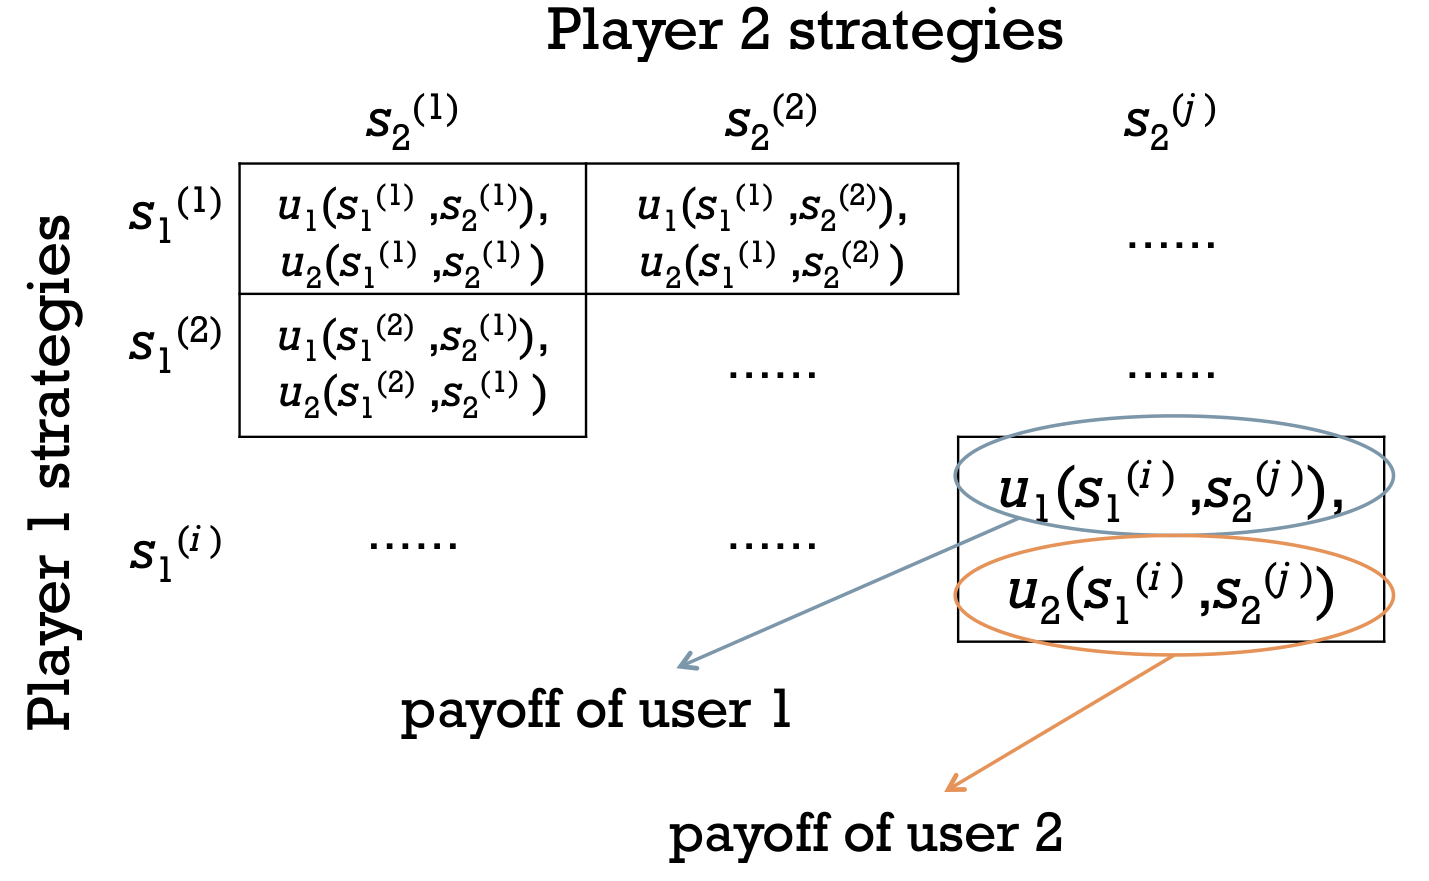 Player 2 strategies
s₂⁽¹⁾ s₂⁽²⁾ s₂⁽ʲ⁾
Player 1 strategies
s₁⁽¹⁾ u₁(s₁⁽¹⁾ ,s₂⁽¹⁾), u₁(s₁⁽¹⁾ ,s₂⁽²⁾), ......
u₂(s₁⁽¹⁾ ,s₂⁽¹⁾ ) u₂(s₁⁽¹⁾ ,s₂⁽²⁾ )
s₁⁽²⁾ u₁(s₁⁽²⁾ ,s₂⁽¹⁾), ...... ......
u₂(s₁⁽²⁾ ,s₂⁽¹⁾ )
s₁⁽ⁱ ⁾ ...... ...... u₁(s₁⁽ⁱ ⁾ ,s₂⁽ʲ ⁾),
u₂(s₁⁽ⁱ ⁾ ,s₂⁽ʲ ⁾)
payoff of user 1
payoff of user 2